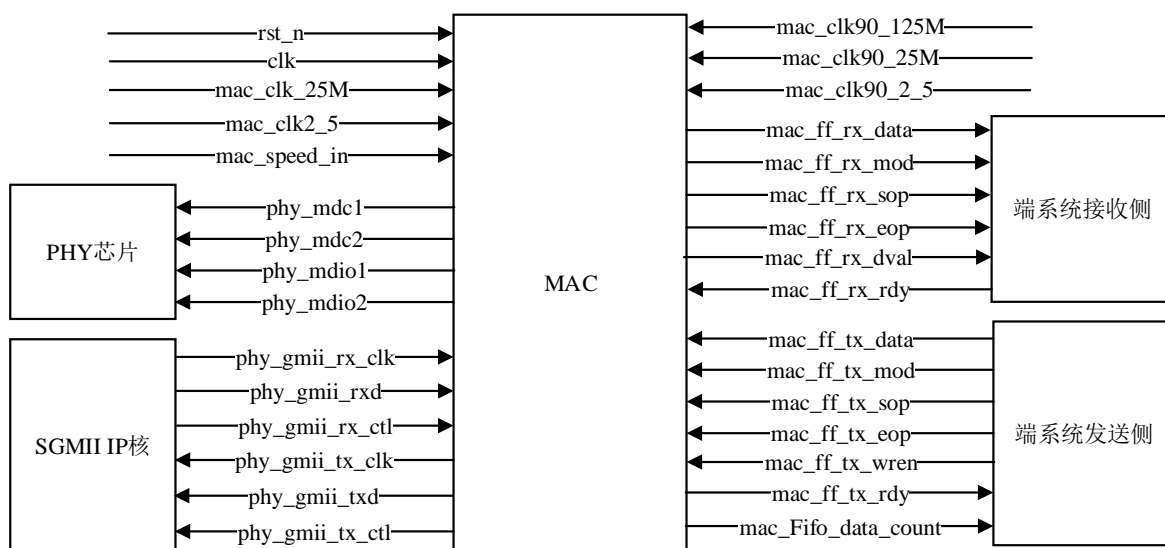 rst_n
clk
mac_clk_25M
mac_clk2_5
mac_speed_in
PHY芯片
phy_mdc1
phy_mdc2
phy_mdio1
phy_mdio2
SGMII IP核
phy_gmii_rx_clk
phy_gmii_rxd
phy_gmii_rx_ctl
phy_gmii_tx_clk
phy_gmii_txd
phy_gmii_tx_ctl
MAC
mac_clk90_125M
mac_clk90_25M
mac_clk90_2_5
mac_ff_rx_data
mac_ff_rx_mod
mac_ff_rx_sop
mac_ff_rx_eop
mac_ff_rx_dval
mac_ff_rx_rdy
端系统接收侧
mac_ff_tx_data
mac_ff_tx_mod
mac_ff_tx_sop
mac_ff_tx_eop
mac_ff_tx_wren
mac_ff_tx_rdy
mac_Fifo_data_count
端系统发送侧